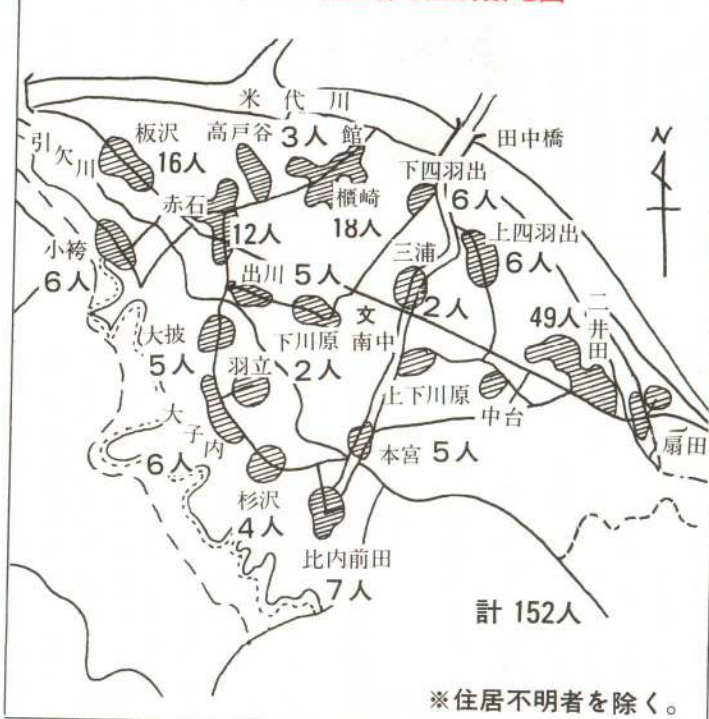 米代川
引欠川
板沢
16人
高戸谷
3人
館
田中橋
N
赤石
12人
櫃崎
18人
下四羽出
6人
小袴
6人
三浦
2人
上四羽出
6人
出川 5人
文
南中
49人
二井田
大披
5人
下川原
2人
羽立
上下川原
中台
大子内
6人
本宮 5人
扇田
杉沢
4人
比内前田
7人
計 152人
※住居不明者を除く。